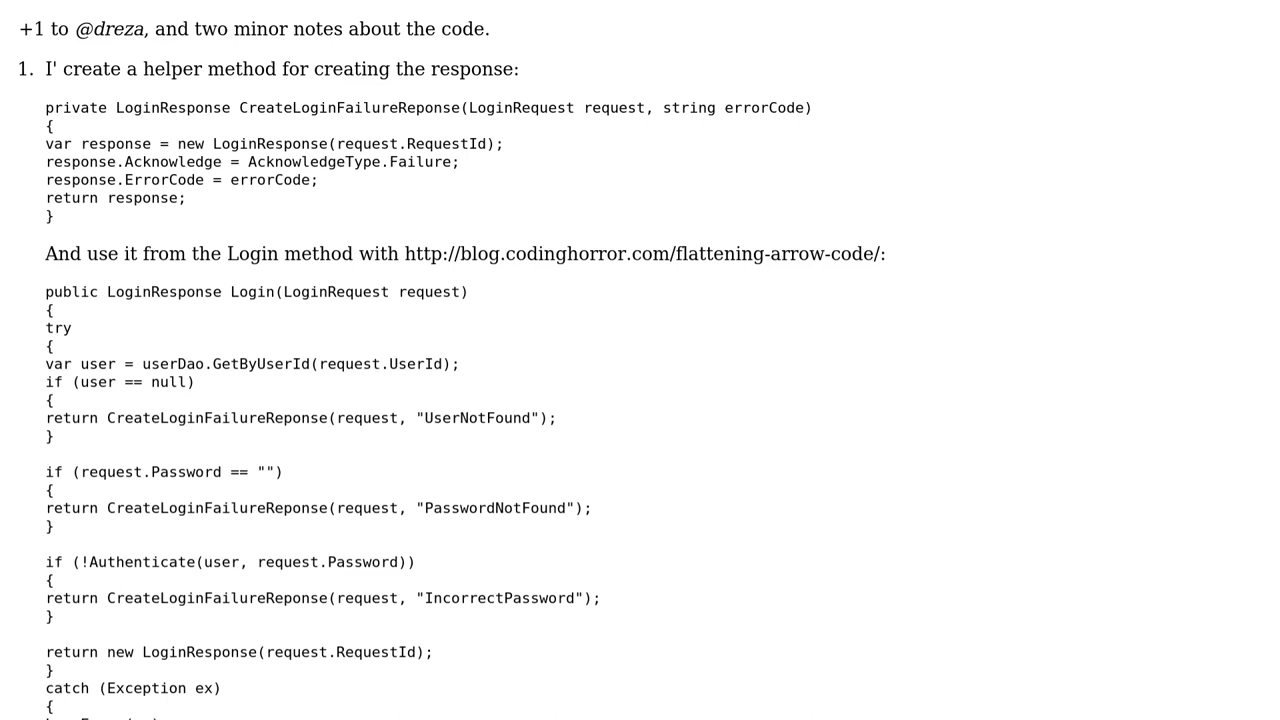 +1 to @dreza, and two minor notes about the code.
1. I' create a helper method for creating the response:
private LoginResponse CreateLoginFailureReponse(LoginRequest request, string errorCode)
{
var response = new LoginResponse(request.RequestId);
response.Acknowledge = AcknowledgeType.Failure;
response.ErrorCode = errorCode;
return response;
}
And use it from the Login method with http://blog.codinghorror.com/flattening-arrow-code/:
public LoginResponse Login(LoginRequest request)
{
try
{
var user = userDao.GetByUserId(request.UserId);
if (user == null)
{
return CreateLoginFailureReponse(request, "UserNotFound");
}
if (request.Password == "")
{
return CreateLoginFailureReponse(request, "PasswordNotFound");
}
if (!Authenticate(user, request.Password))
{
return CreateLoginFailureReponse(request, "IncorrectPassword");
}
return new LoginResponse(request.RequestId);
}
catch (Exception ex)
{